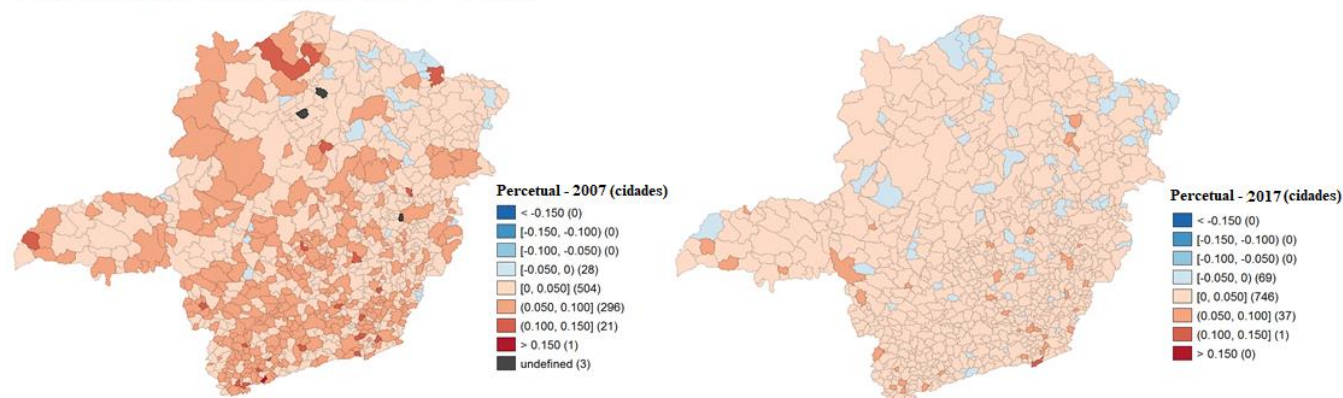 Percetual - 2007 (cidades)
< -0.150 (0)
[-0.150, -0.100) (0)
[-0.100, -0.050) (0)
[-0.050, 0) (28)
[0, 0.050] (504)
(0.050, 0.100] (296)
(0.100, 0.150] (21)
> 0.150 (1)
undefined (3)
Percetual - 2017 (cidades)
< -0.150 (0)
[-0.150, -0.100) (0)
[-0.100, -0.050) (0)
[-0.050, 0) (69)
[0, 0.050] (746)
(0.050, 0.100] (37)
(0.100, 0.150] (1)
> 0.150 (0)